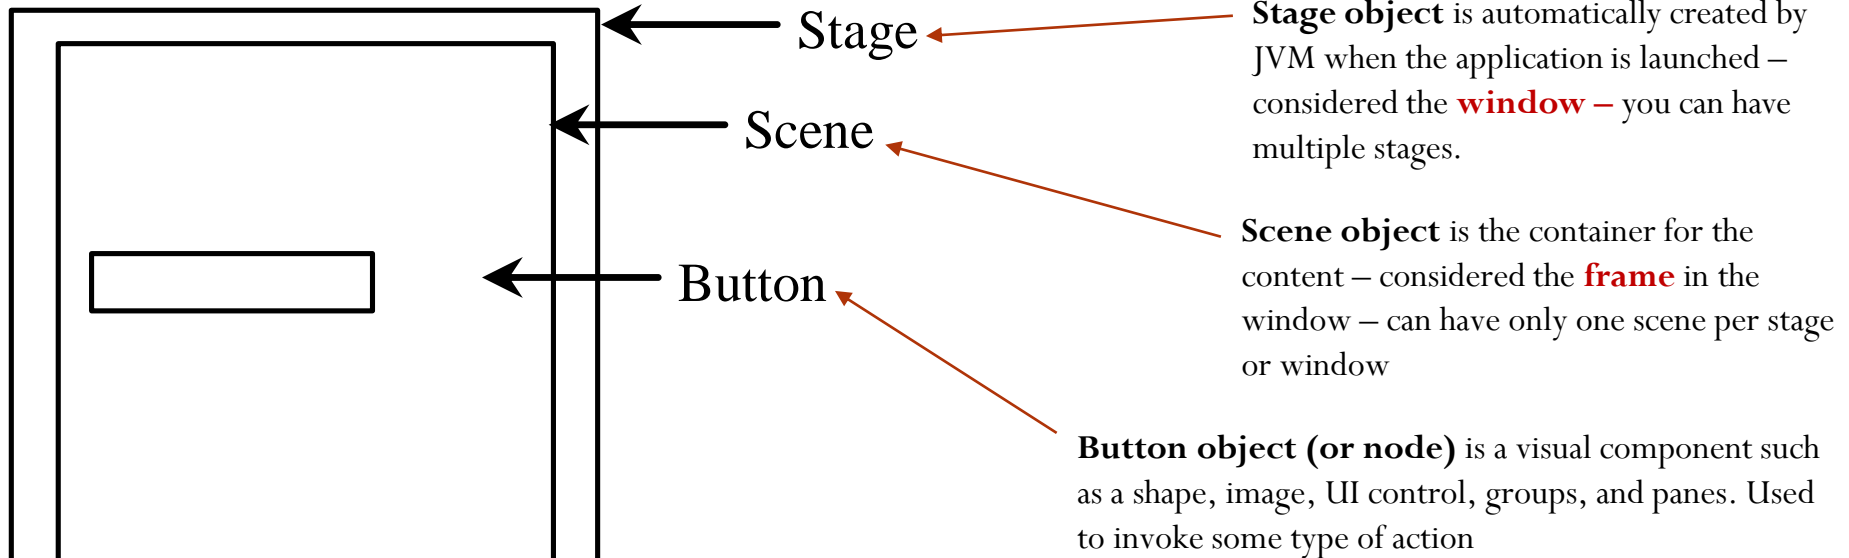 Stage
Scene
Button
Stage object is automatically created by
JVM when the application is launched –
considered the window – you can have
multiple stages.
Scene object is the container for the
content – considered the frame in the
window – can have only one scene per stage
or window
Button object (or node) is a visual component such
as a shape, image, UI control, groups, and panes. Used
to invoke some type of action